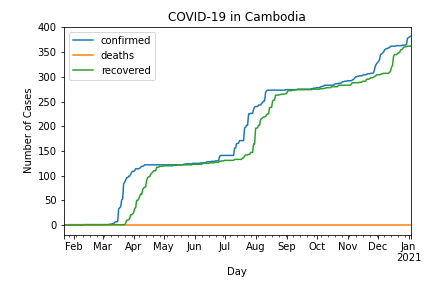 COVID-19 in Cambodia
confirmed
deaths
recovered
Number of Cases
400
350
300
250
200
150
100
50
0
Feb Mar Apr May Jun Jul Aug Sep Oct Nov Dec Jan
2021
Day